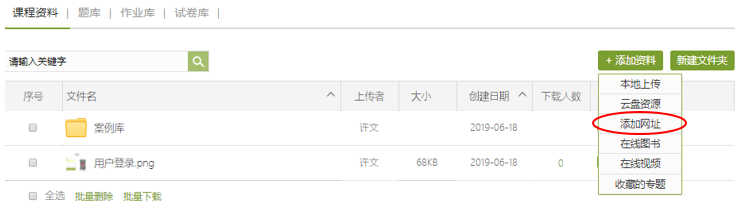 课程资料 | 题库 | 作业库 | 试卷库 |
请输入关键字
+ 添加资料 新建文件夹
本地上传
云盘资源
添加网址
在线图书
在线视频
收藏的专题
序号 文件名 上传者 大小 创建日期 下载人数
案例库 许文 2019-06-18
用户登录.png 许文 68KB 2019-06-18 0
全选 批量删除 批量下载